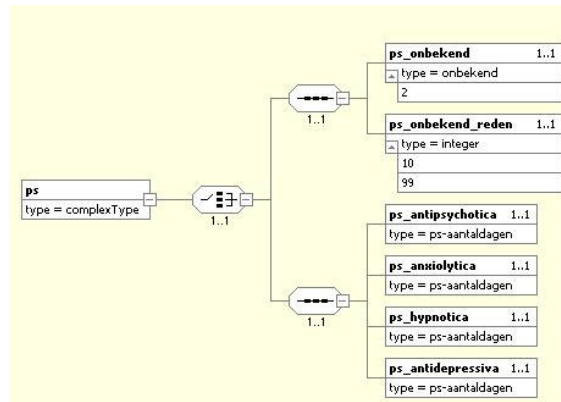 ps_onbekend 1..1
type = onbekend
2
1..1
ps_onbekend_reden 1..1
type = integer
10
99
ps
type = complexType
1..1
ps_antipsychotica 1..1
type = ps-aantaldagen
ps_anxiolytica 1..1
type = ps-aantaldagen
1..1
ps_hypnotica 1..1
type = ps-aantaldagen
ps_antidepressiva 1..1
type = ps-aantaldagen